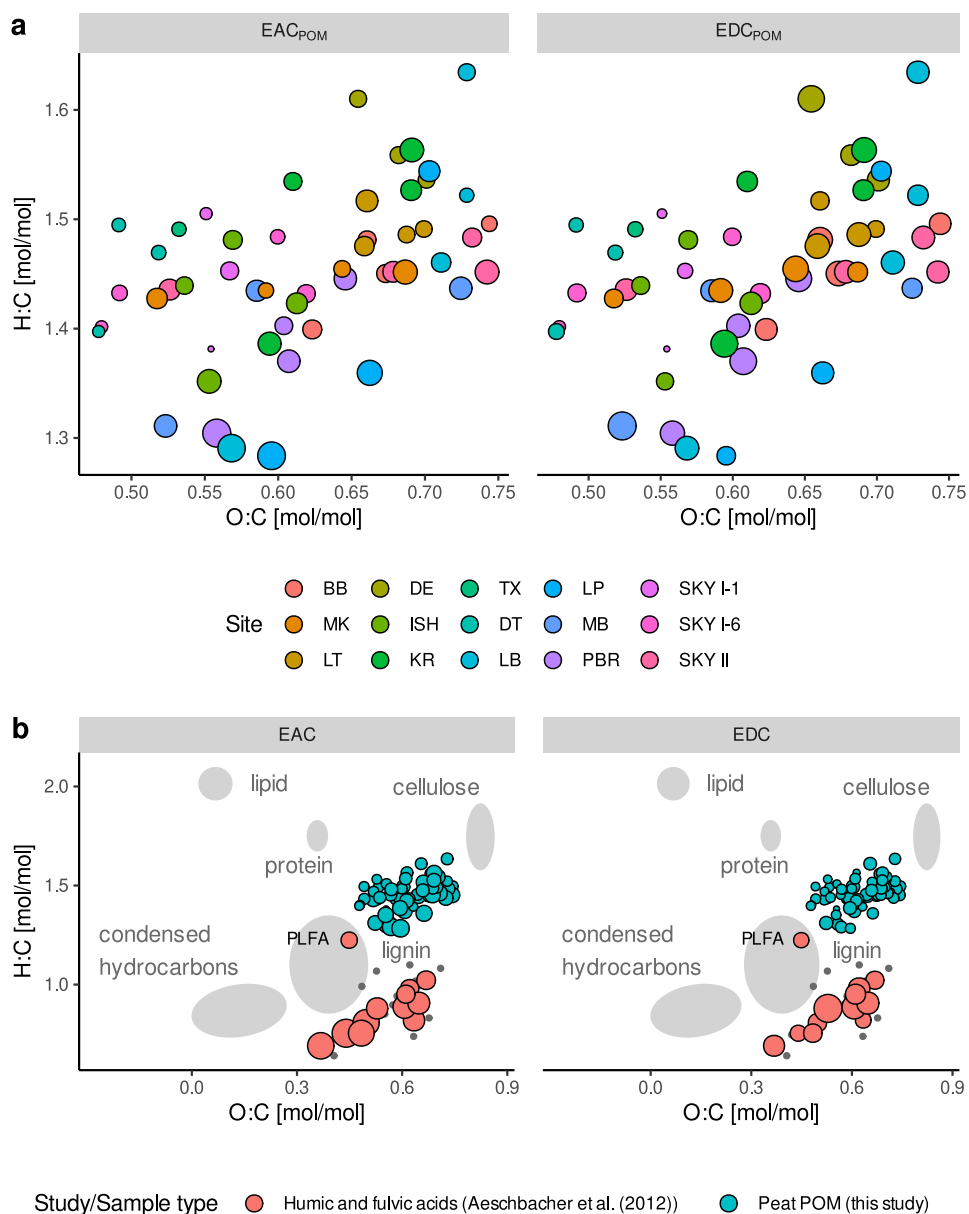 a
EAC_POM
EDC_POM
H:C [mol/mol]
1.6
1.5
1.4
1.3
0.50 0.55 0.60 0.65 0.70 0.75
0.50 0.55 0.60 0.65 0.70 0.75
O:C [mol/mol]
O:C [mol/mol]
Site
BB DE TX LP SKY I-1
MK ISH DT MB SKY I-6
LT KR LB PBR SKY II
b
EAC
EDC
H:C [mol/mol]
2.0
1.5
1.0
lipid
cellulose
protein
condensed
hydrocarbons
PLFA
lignin
lipid
cellulose
protein
condensed
hydrocarbons
PLFA
lignin
0.0 0.3 0.6 0.9
0.0 0.3 0.6 0.9
O:C [mol/mol]
O:C [mol/mol]
Study/Sample type Humic and fulvic acids (Aeschbacher et al. (2012)) Peat POM (this study)